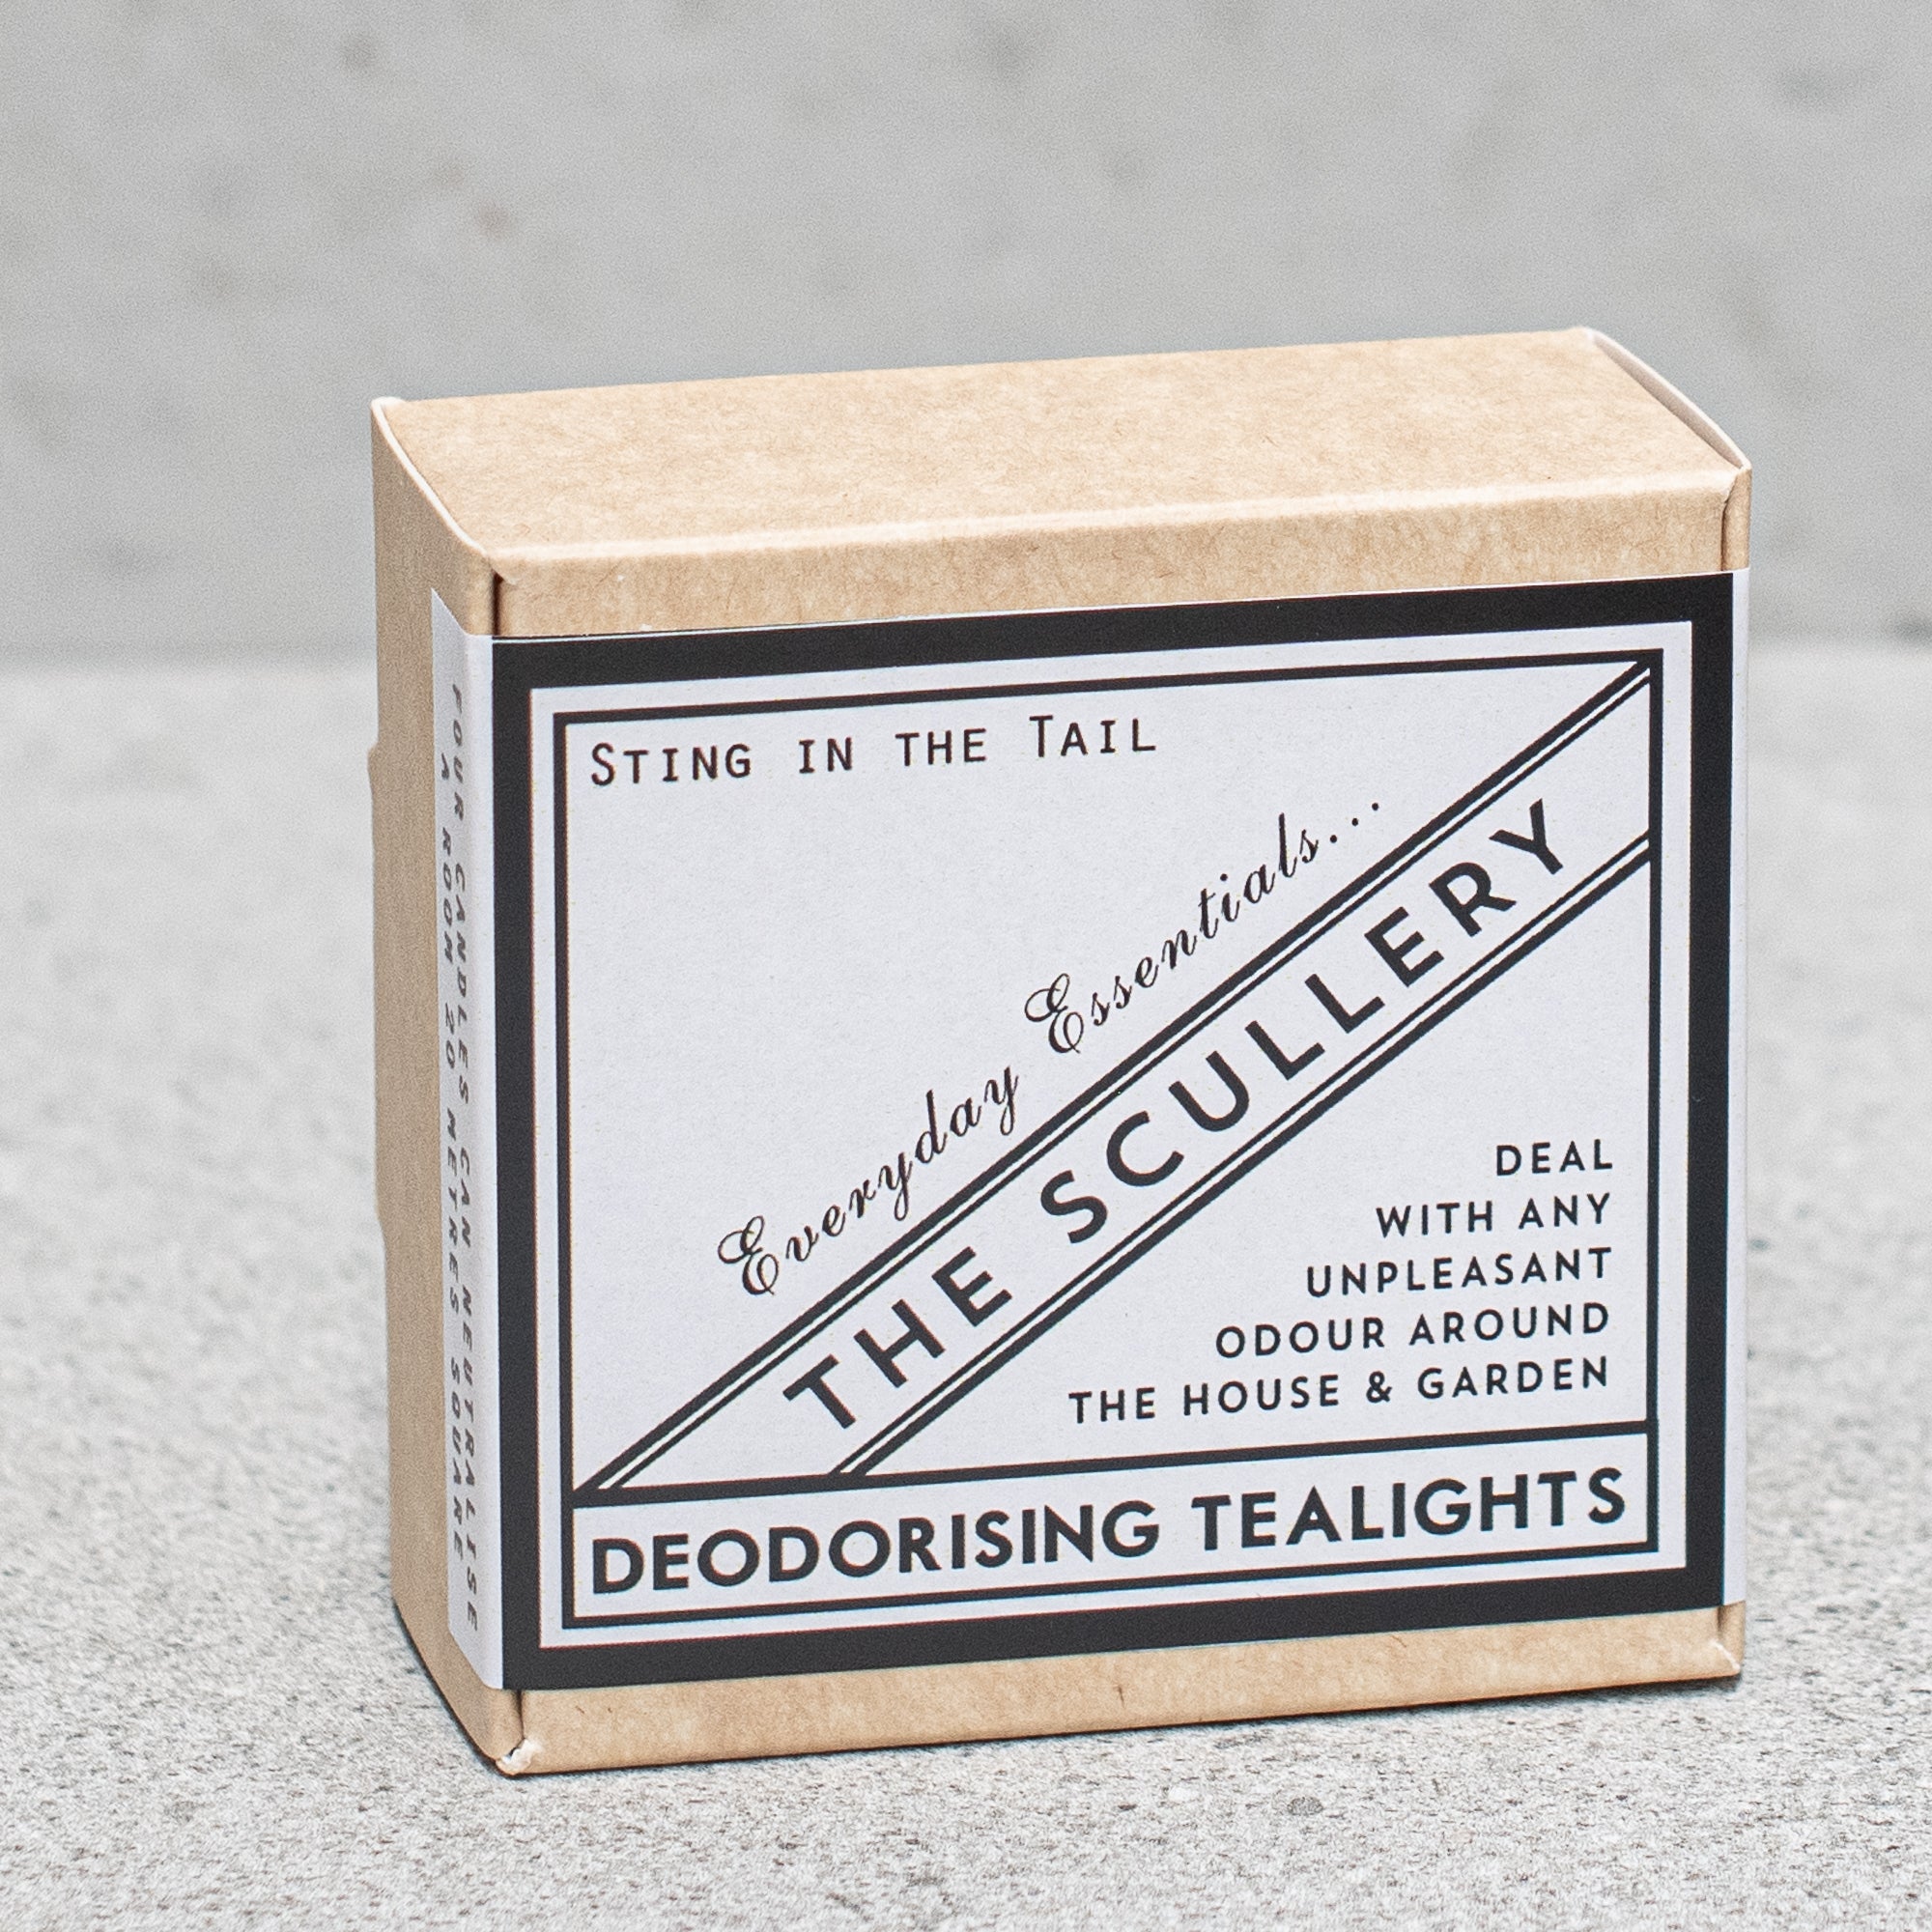 STING IN THE TAIL
Everyday Essentials...
THE SCULLERY
DEAL
WITH ANY
UNPLEASANT
ODOUR AROUND
THE HOUSE & GARDEN
DEODORISING TEALIGHTS
FOUR CANDLES CAN NEUTRALISE
A ROOM 20 METRES SQUARE